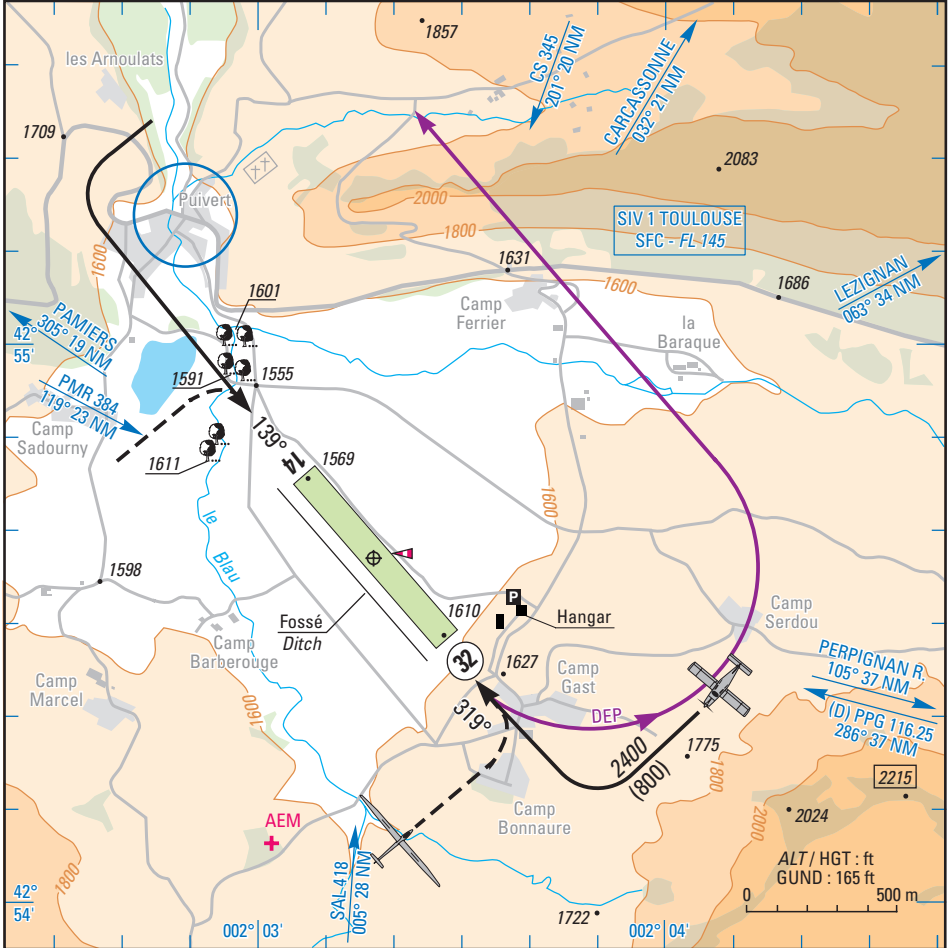 1857
les Arnoulats
CS 345
201° 20 NM
CARCASSONNE
032° 21 NM
1709
2083
Puivert
2000
1800
SIV 1 TOULOUSE
SFC - FL 145
1600
1631
1600
1686
LEZIGNAN
063° 34 NM
1601
Camp
Ferrier
la
Baraque
PAMIERS
305° 19 NM
42°
55'
1591
1555
PMR 384
119° 23 NM
Camp
Sadourny
139°
14
1569
1611
1600
le Blau
1598
1610
P
Hangar
Fossé
Ditch
Camp
Serdou
Camp
Barberouge
32
1627
Camp
Gast
PERPIGNAN R.
105° 37 NM
(D) PPG 116.25
286° 37 NM
Camp
Marcel
1600
319°
DEP
2400
(800)
1775
1800
2215
Camp
Bonnaure
2024
2000
AEM
ALT / HGT : ft
GUND : 165 ft
0 500 m
1800
42°
54'
SAL 418
005° 28 NM
1722
002° 03'
002° 04'